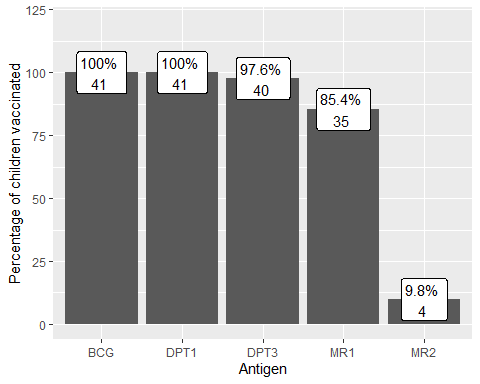 125
100
75
50
25
0
Percentage of children vaccinated
100%
41
100%
41
97.6%
40
85.4%
35
9.8%
4
BCG
DPT1
DPT3
MR1
MR2
Antigen